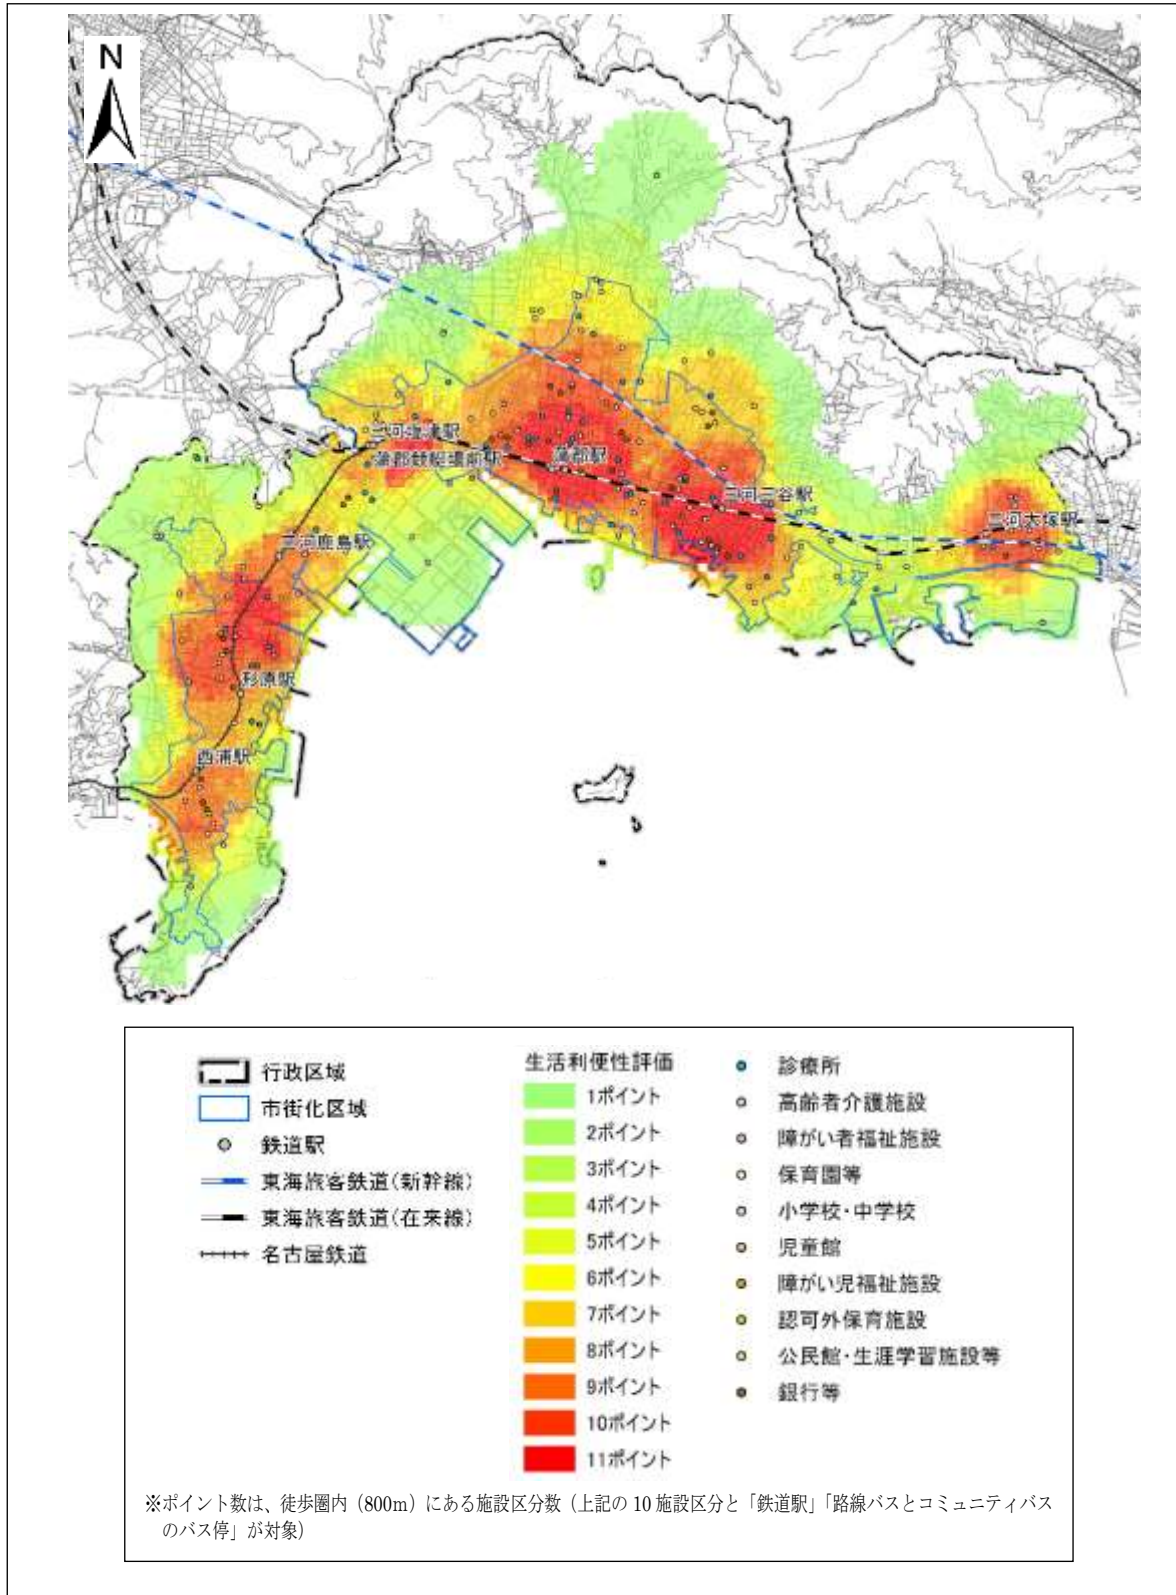 N
三河塩津駅
蒲郡競艇場前駅
蒲郡駅
三河三谷駅
三河大塚駅
三河鹿島駅
形原駅
西浦駅
行政区域
市街化区域
鉄道駅
東海旅客鉄道(新幹線)
東海旅客鉄道(在来線)
名古屋鉄道
生活利便性評価
1ポイント
2ポイント
3ポイント
4ポイント
5ポイント
6ポイント
7ポイント
8ポイント
9ポイント
10ポイント
11ポイント
診療所
高齢者介護施設
障がい者福祉施設
保育園等
小学校・中学校
児童館
障がい児福祉施設
認可外保育施設
公民館・生涯学習施設等
銀行等
※ポイント数は、徒歩圏内（800m）にある施設区分数（上記の 10 施設区分と「鉄道駅」「路線バスとコミュニティバス
のバス停」が対象）